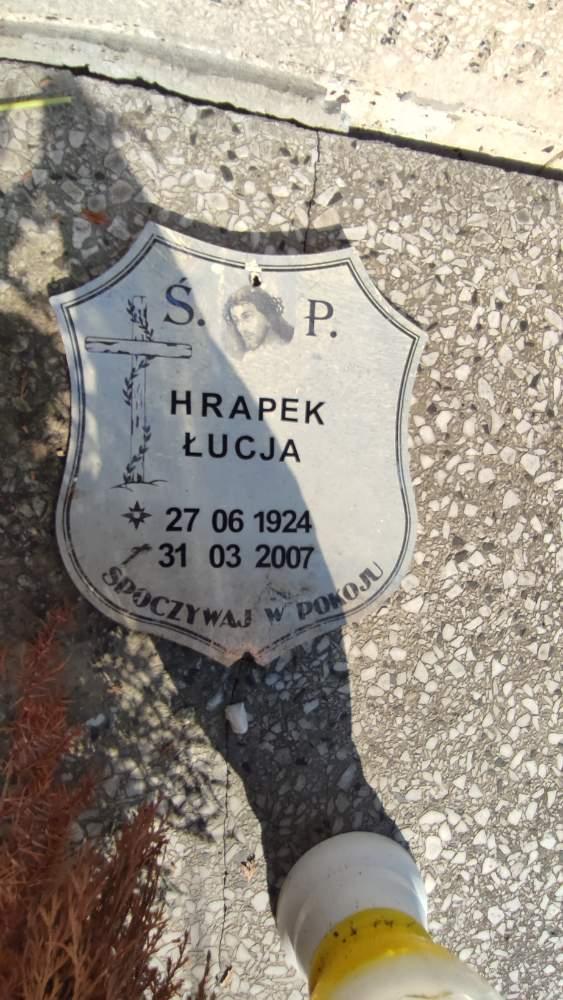 Ś. P.
HRAPEK
ŁUCJA
27 06 1924
31 03 2007
SPOCZYWAJ W POKOJU